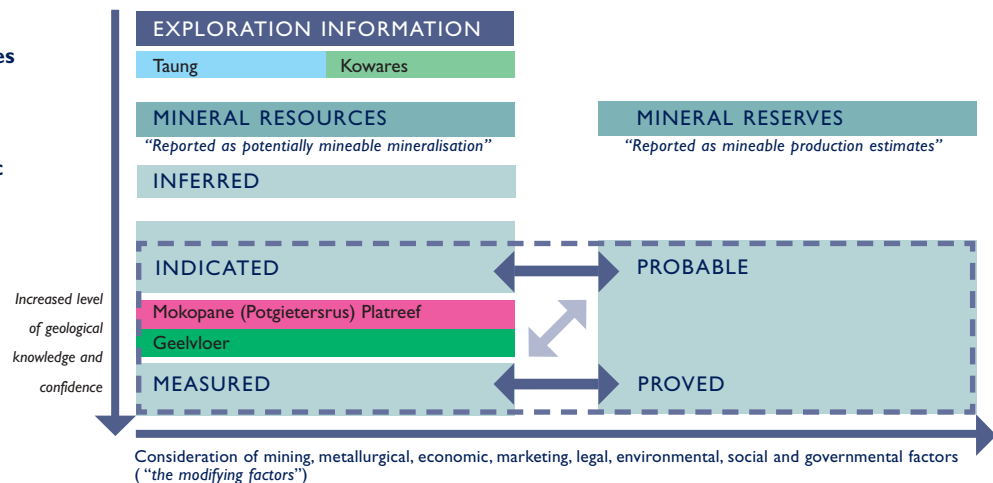 EXPLORATION INFORMATION
es
Taung Kowares
MINERAL RESOURCES MINERAL RESERVES
“Reported as potentially mineable mineralisation” “Reported as mineable production estimates”
c
INFERRED
INDICATED PROBABLE
Increased level
of geological
knowledge and
confidence
Mokopane (Potgietersrus) Platreef
Geelvloer
MEASURED PROVED
Consideration of mining, metallurgical, economic, marketing, legal, environmental, social and governmental factors
( “the modifying factors”)